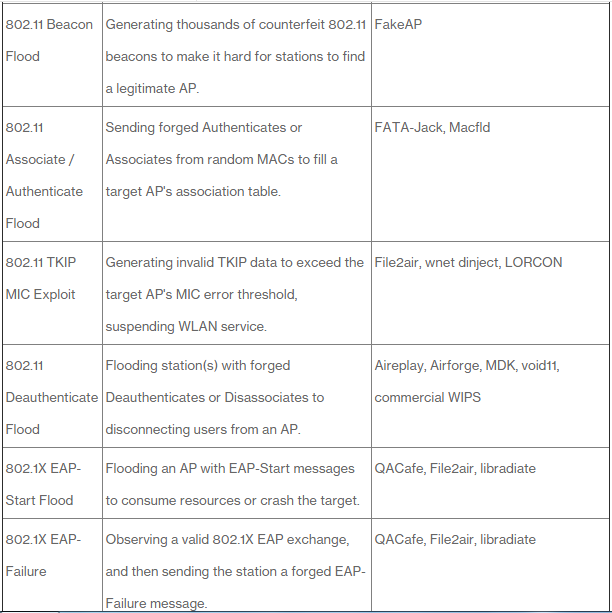 802.11 Beacon
Flood
Generating thousands of counterfeit 802.11
beacons to make it hard for stations to find
a legitimate AP.
FakeAP
802.11
Associate /
Authenticate
Flood
Sending forged Authenticates or
Associates from random MACs to fill a
target AP's association table.
FATA-Jack, Macfld
802.11 TKIP
MIC Exploit
Generating invalid TKIP data to exceed the
target AP's MIC error threshold,
suspending WLAN service.
File2air, wnet dinject, LORCON
802.11
Deauthenticate
Flood
Flooding station(s) with forged
Deauthenticates or Disassociates to
disconnecting users from an AP.
Aireplay, Airforge, MDK, void11,
commercial WIPS
802.1X EAP-
Start Flood
Flooding an AP with EAP-Start messages
to consume resources or crash the target.
QACafe, File2air, libradiate
802.1X EAP-
Failure
Observing a valid 802.1X EAP exchange,
and then sending the station a forged EAP-
Failure message.
QACafe, File2air, libradiate